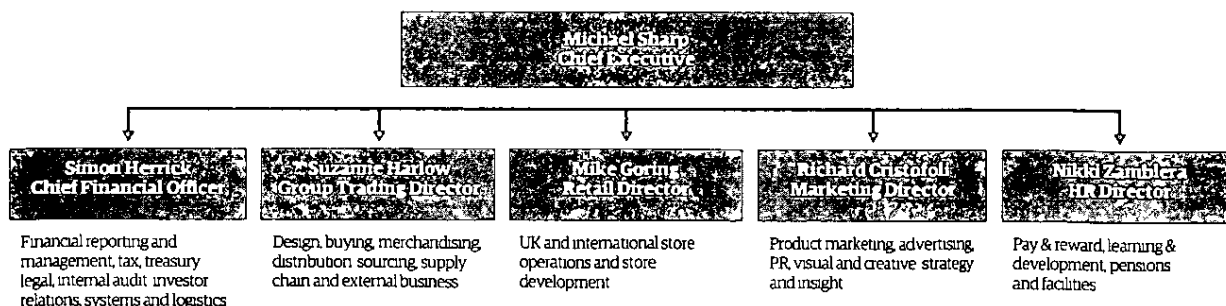 Michael Sharp
Chief Executive
Simon Herrick
Chief Financial Officer
Financial reporting and
management, tax, treasury
legal, internal audit investor
relations, systems and logistics
Suzanne Harlow
Group Trading Director
Design, buying, merchandising,
distribution sourcing, supply
chain and external business
Mike Goring
Retail Director
UK and international store
operations and store
development
Richard Cristofoli
Marketing Director
Product marketing, advertising,
PR, visual and creative strategy
and insight
Nikki Zamblera
HR Director
Pay & reward, learning &
development, pensions
and facilities